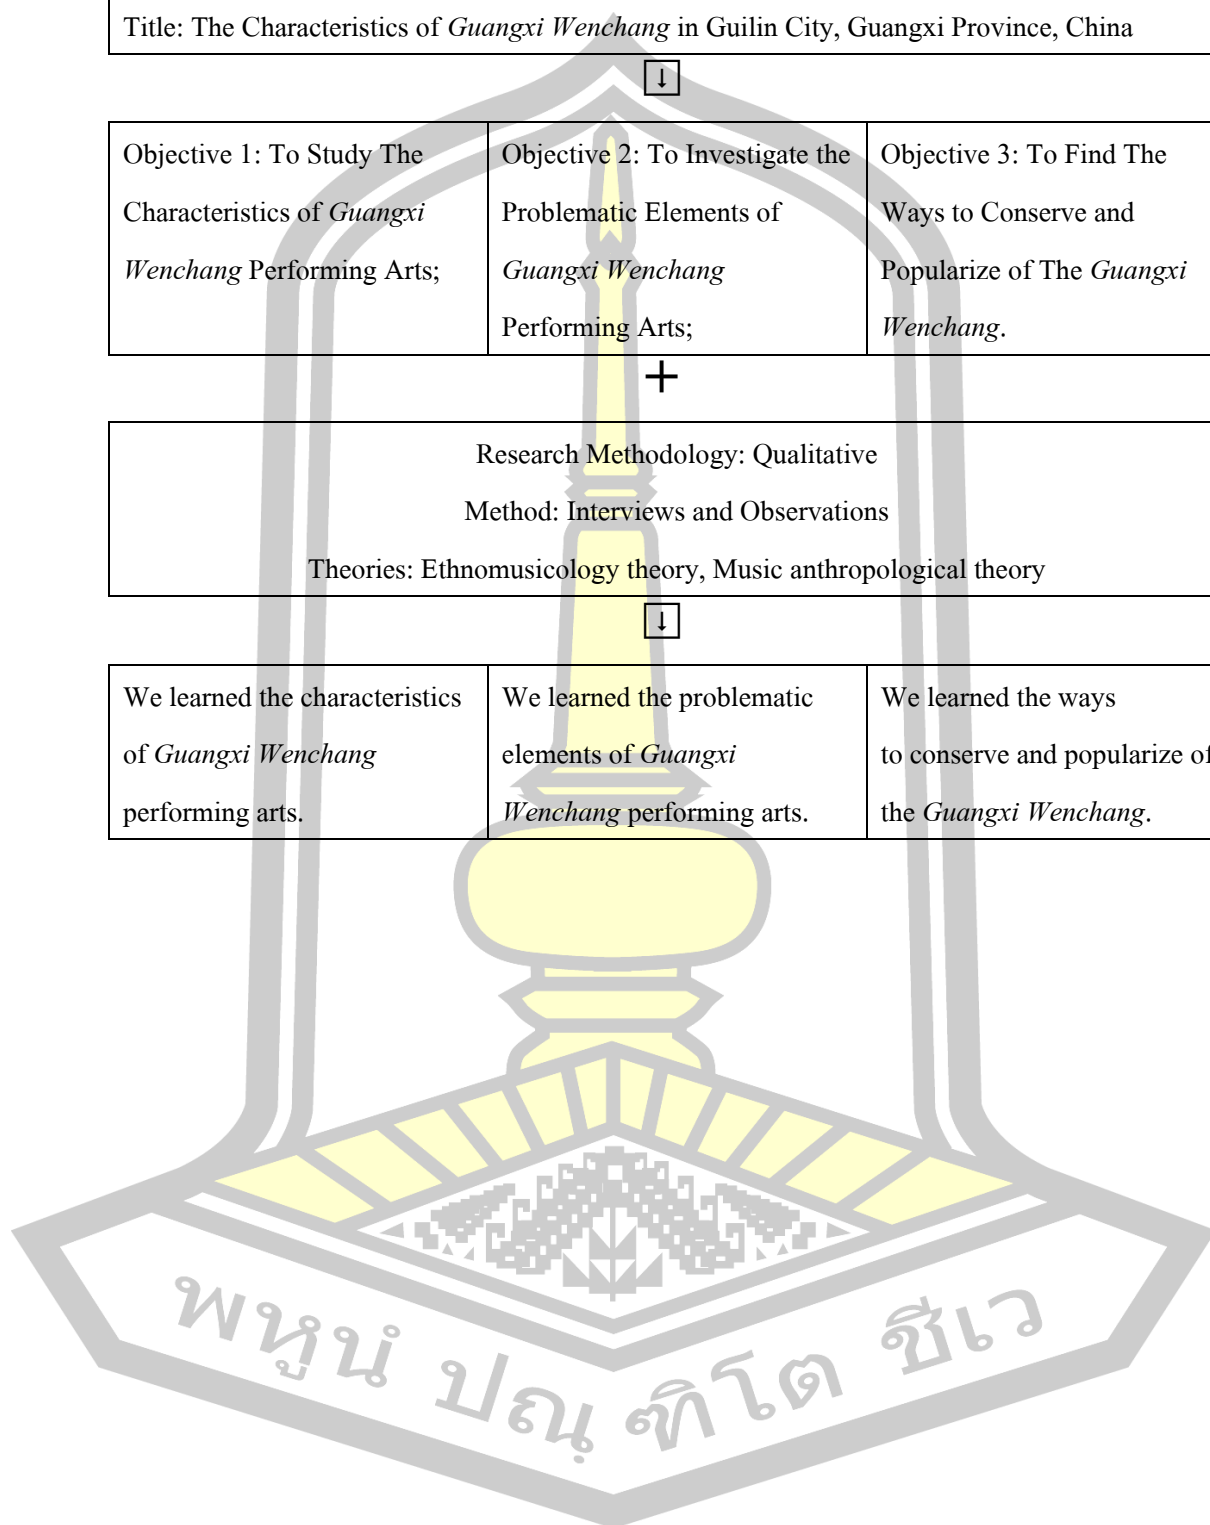 Title: The Characteristics of Guangxi Wenchang in Guilin City, Guangxi Province, China
↓
Objective 1: To Study The
Characteristics of Guangxi
Wenchang Performing Arts;
Objective 2: To Investigate the
Problematic Elements of
Guangxi Wenchang
Performing Arts;
Objective 3: To Find The
Ways to Conserve and
Popularize of The Guangxi
Wenchang.
+
Research Methodology: Qualitative
Method: Interviews and Observations
Theories: Ethnomusicology theory, Music anthropological theory
↓
We learned the characteristics
of Guangxi Wenchang
performing arts.
We learned the problematic
elements of Guangxi
Wenchang performing arts.
We learned the ways
to conserve and popularize of
the Guangxi Wenchang.
พหูนํ ปณฺฑิโต ชีเว